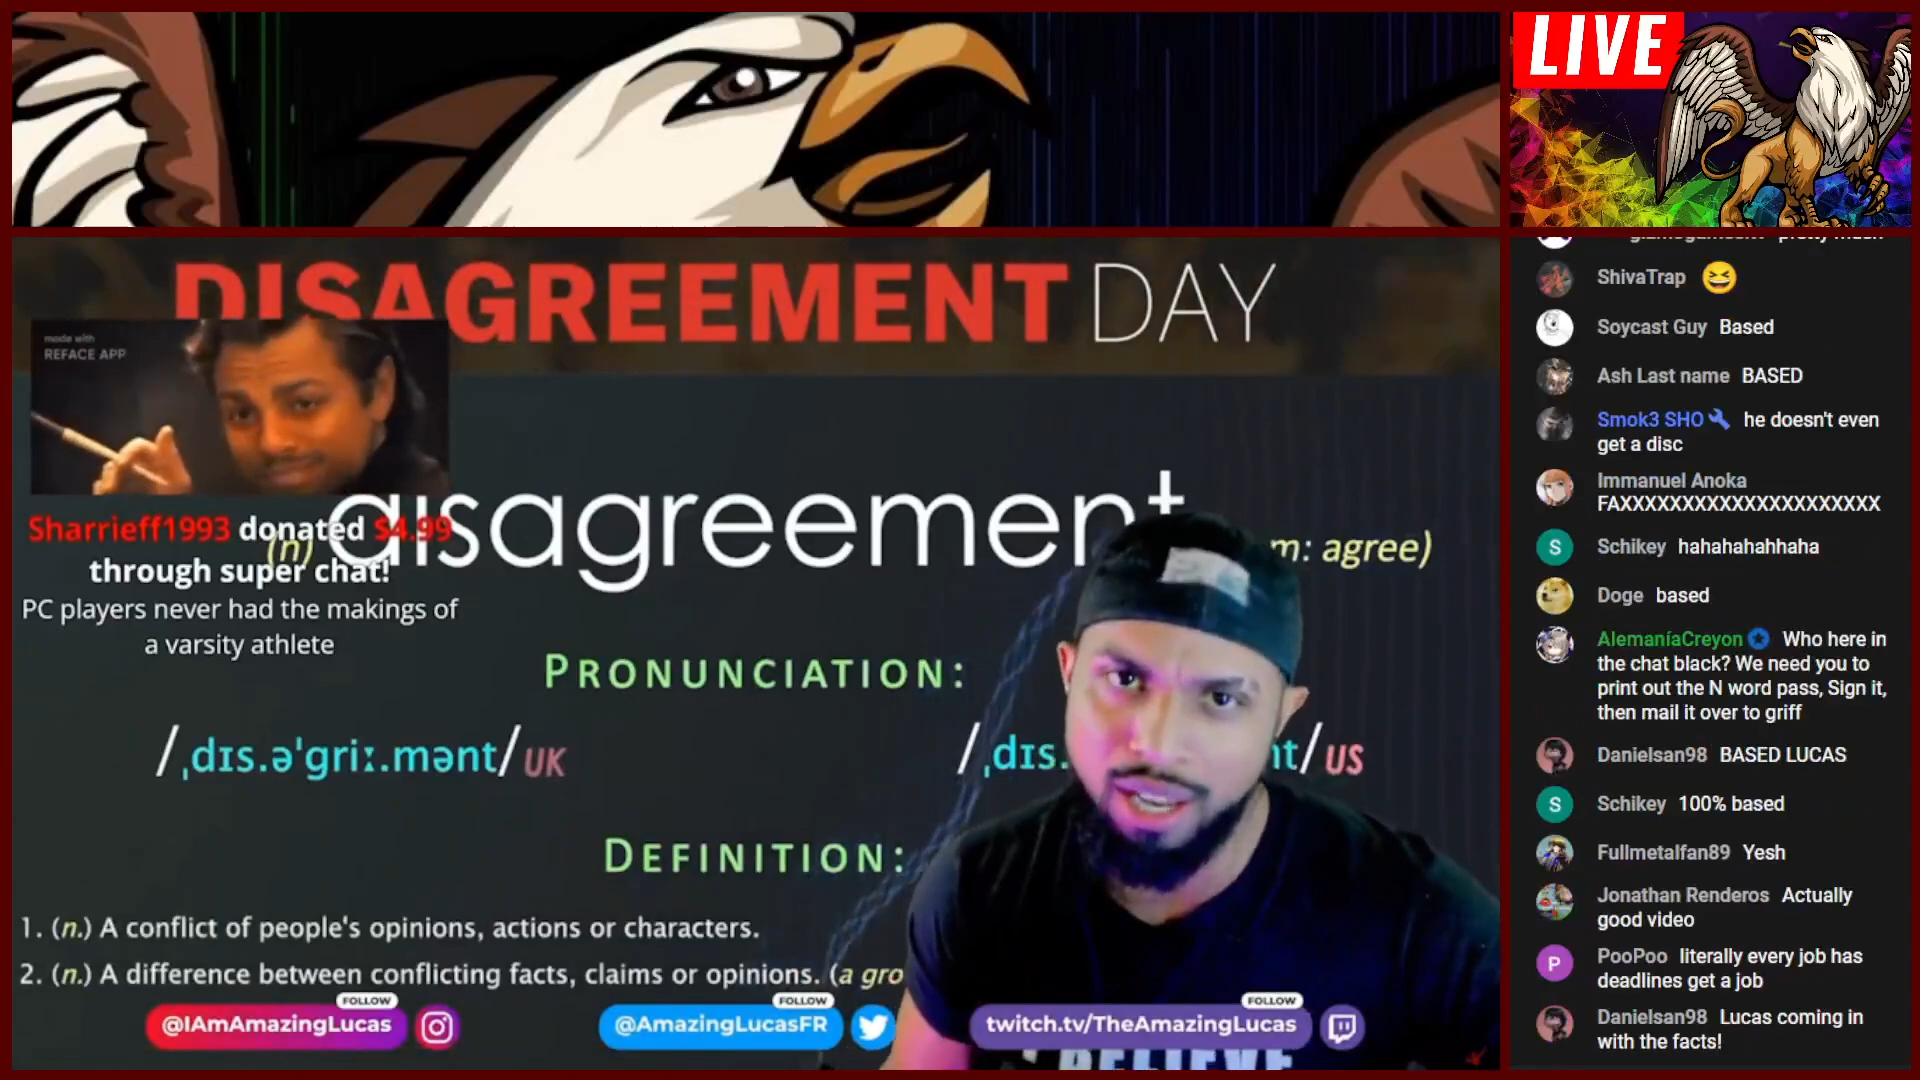 LIVE
DISAGREEMENT DAY
made with
REFACE APP
disagreement
(n)
m: agree)
Sharrieff1993 donated $4.99
through super chat!
PC players never had the makings of
a varsity athlete
PRONUNCIATION:
/ˌdɪs.əˈɡriː.mənt/ UK
/ˌdɪs.
nt/ US
DEFINITION:
1. (n.) A conflict of people's opinions, actions or characters.
2. (n.) A difference between conflicting facts, claims or opinions. (a gro
FOLLOW
@IAmAmazingLucas
FOLLOW
@AmazingLucasFR
FOLLOW
twitch.tv/TheAmazingLucas
ShivaTrap 😆
Soycast Guy Based
Ash Last name BASED
Smok3 SHO he doesn't even
get a disc
Immanuel Anoka
FAXXXXXXXXXXXXXXXXXXXXX
S
Schikey hahahahahhaha
Doge based
AlemaníaCreyon Who here in
the chat black? We need you to
print out the N word pass, Sign it,
then mail it over to griff
Danielsan98 BASED LUCAS
S
Schikey 100% based
Fullmetalfan89 Yesh
Jonathan Renderos Actually
good video
P
PooPoo literally every job has
deadlines get a job
Danielsan98 Lucas coming in
with the facts!